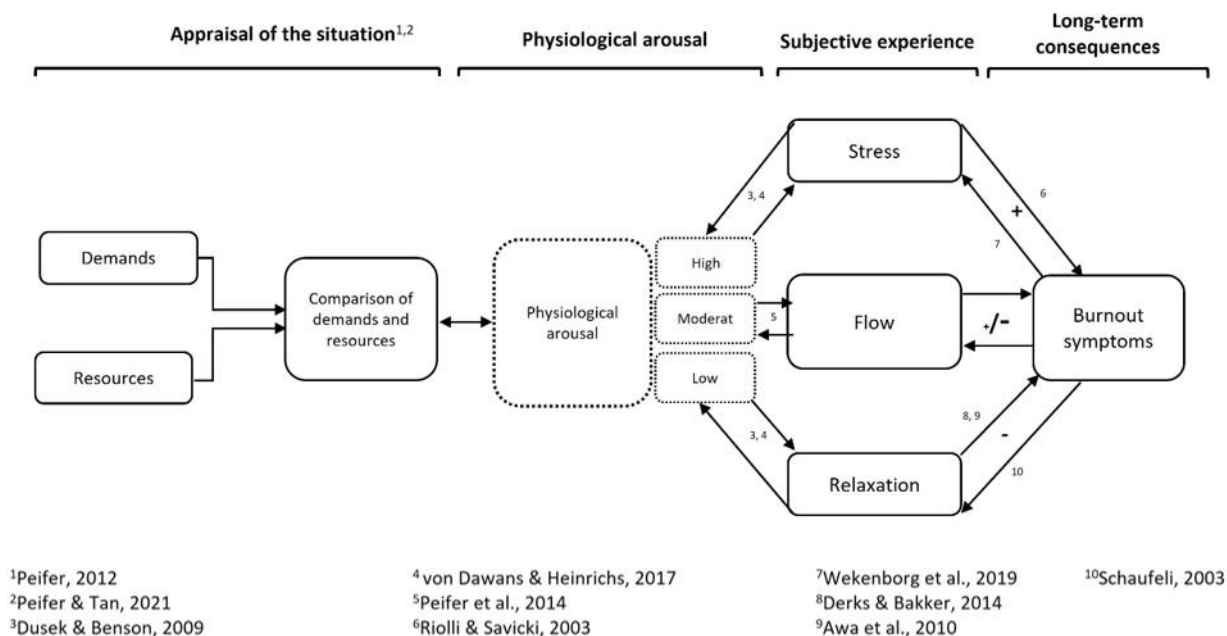 Appraisal of the situation1,2
Physiological arousal
Subjective experience
Long-term
consequences
Stress
3, 4
6
+
7
Demands
High
Comparison of
demands and
resources
Physiological
arousal
Moderat
5
Flow
+/-
Burnout
symptoms
Resources
Low
3, 4
8, 9
-
10
Relaxation
1Peifer, 2012
2Peifer & Tan, 2021
3Dusek & Benson, 2009
4 von Dawans & Heinrichs, 2017
5Peifer et al., 2014
6Riolli & Savicki, 2003
7Wekenborg et al., 2019
8Derks & Bakker, 2014
9Awa et al., 2010
10Schaufeli, 2003